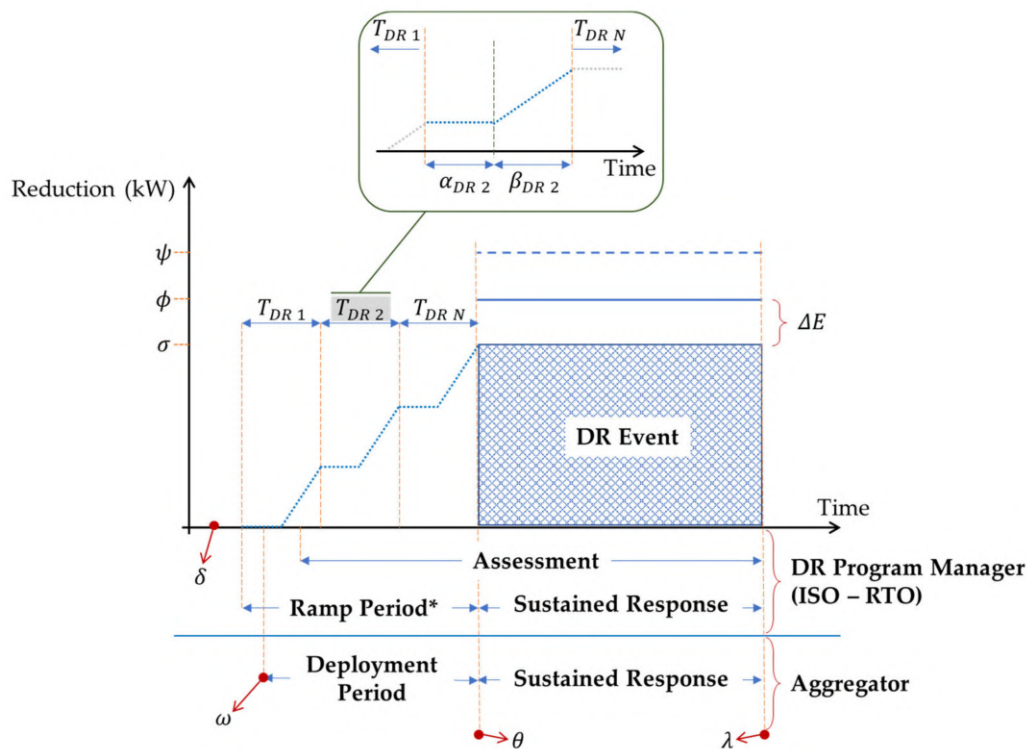 T_DR 1
T_DR N
Time
α_DR 2
β_DR 2
Reduction (kW)
ψ
ϕ
σ
T_DR 1
T_DR 2
T_DR N
ΔE
DR Event
Time
δ
Assessment
DR Program Manager
(ISO – RTO)
Ramp Period*
Sustained Response
Deployment
Period
Sustained Response
Aggregator
ω
θ
λ